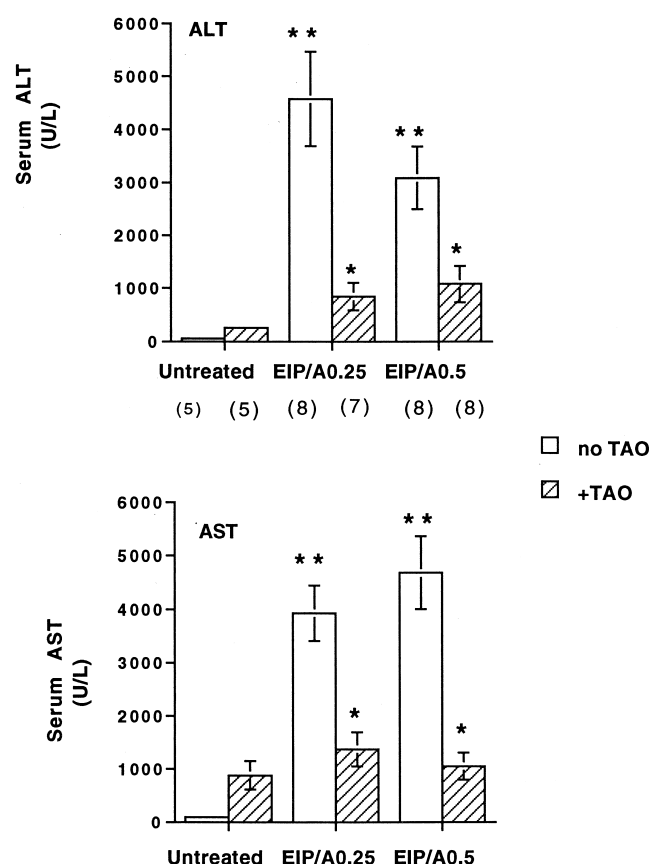 ALT
Serum ALT
(U/L)
6000
5000
4000
3000
2000
1000
0
* *
*
* *
*
Untreated EIP/A0.25 EIP/A0.5
(5) (5) (8) (7) (8) (8)
no TAO
+TAO
AST
Serum AST
(U/L)
6000
5000
4000
3000
2000
1000
0
* *
*
* *
*
Untreated EIP/A0.25 EIP/A0.5